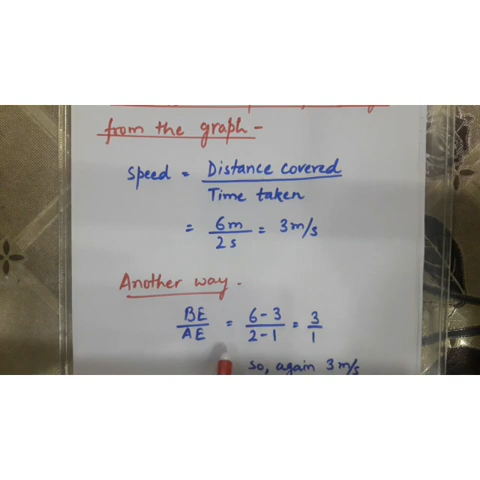 from the graph -
Speed = Distance covered / Time taken
= 6m / 2s = 3m/s
Another way.
BE / AE = 6-3 / 2-1 = 3 / 1
so, again 3 m/s